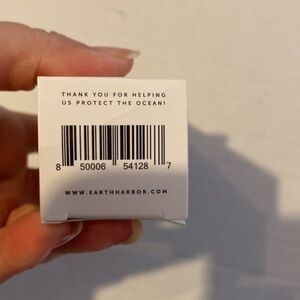 THANK YOU FOR HELPING
US PROTECT THE OCEAN!
8 50006 54128 7
WWW.EARTHHARBOR.COM